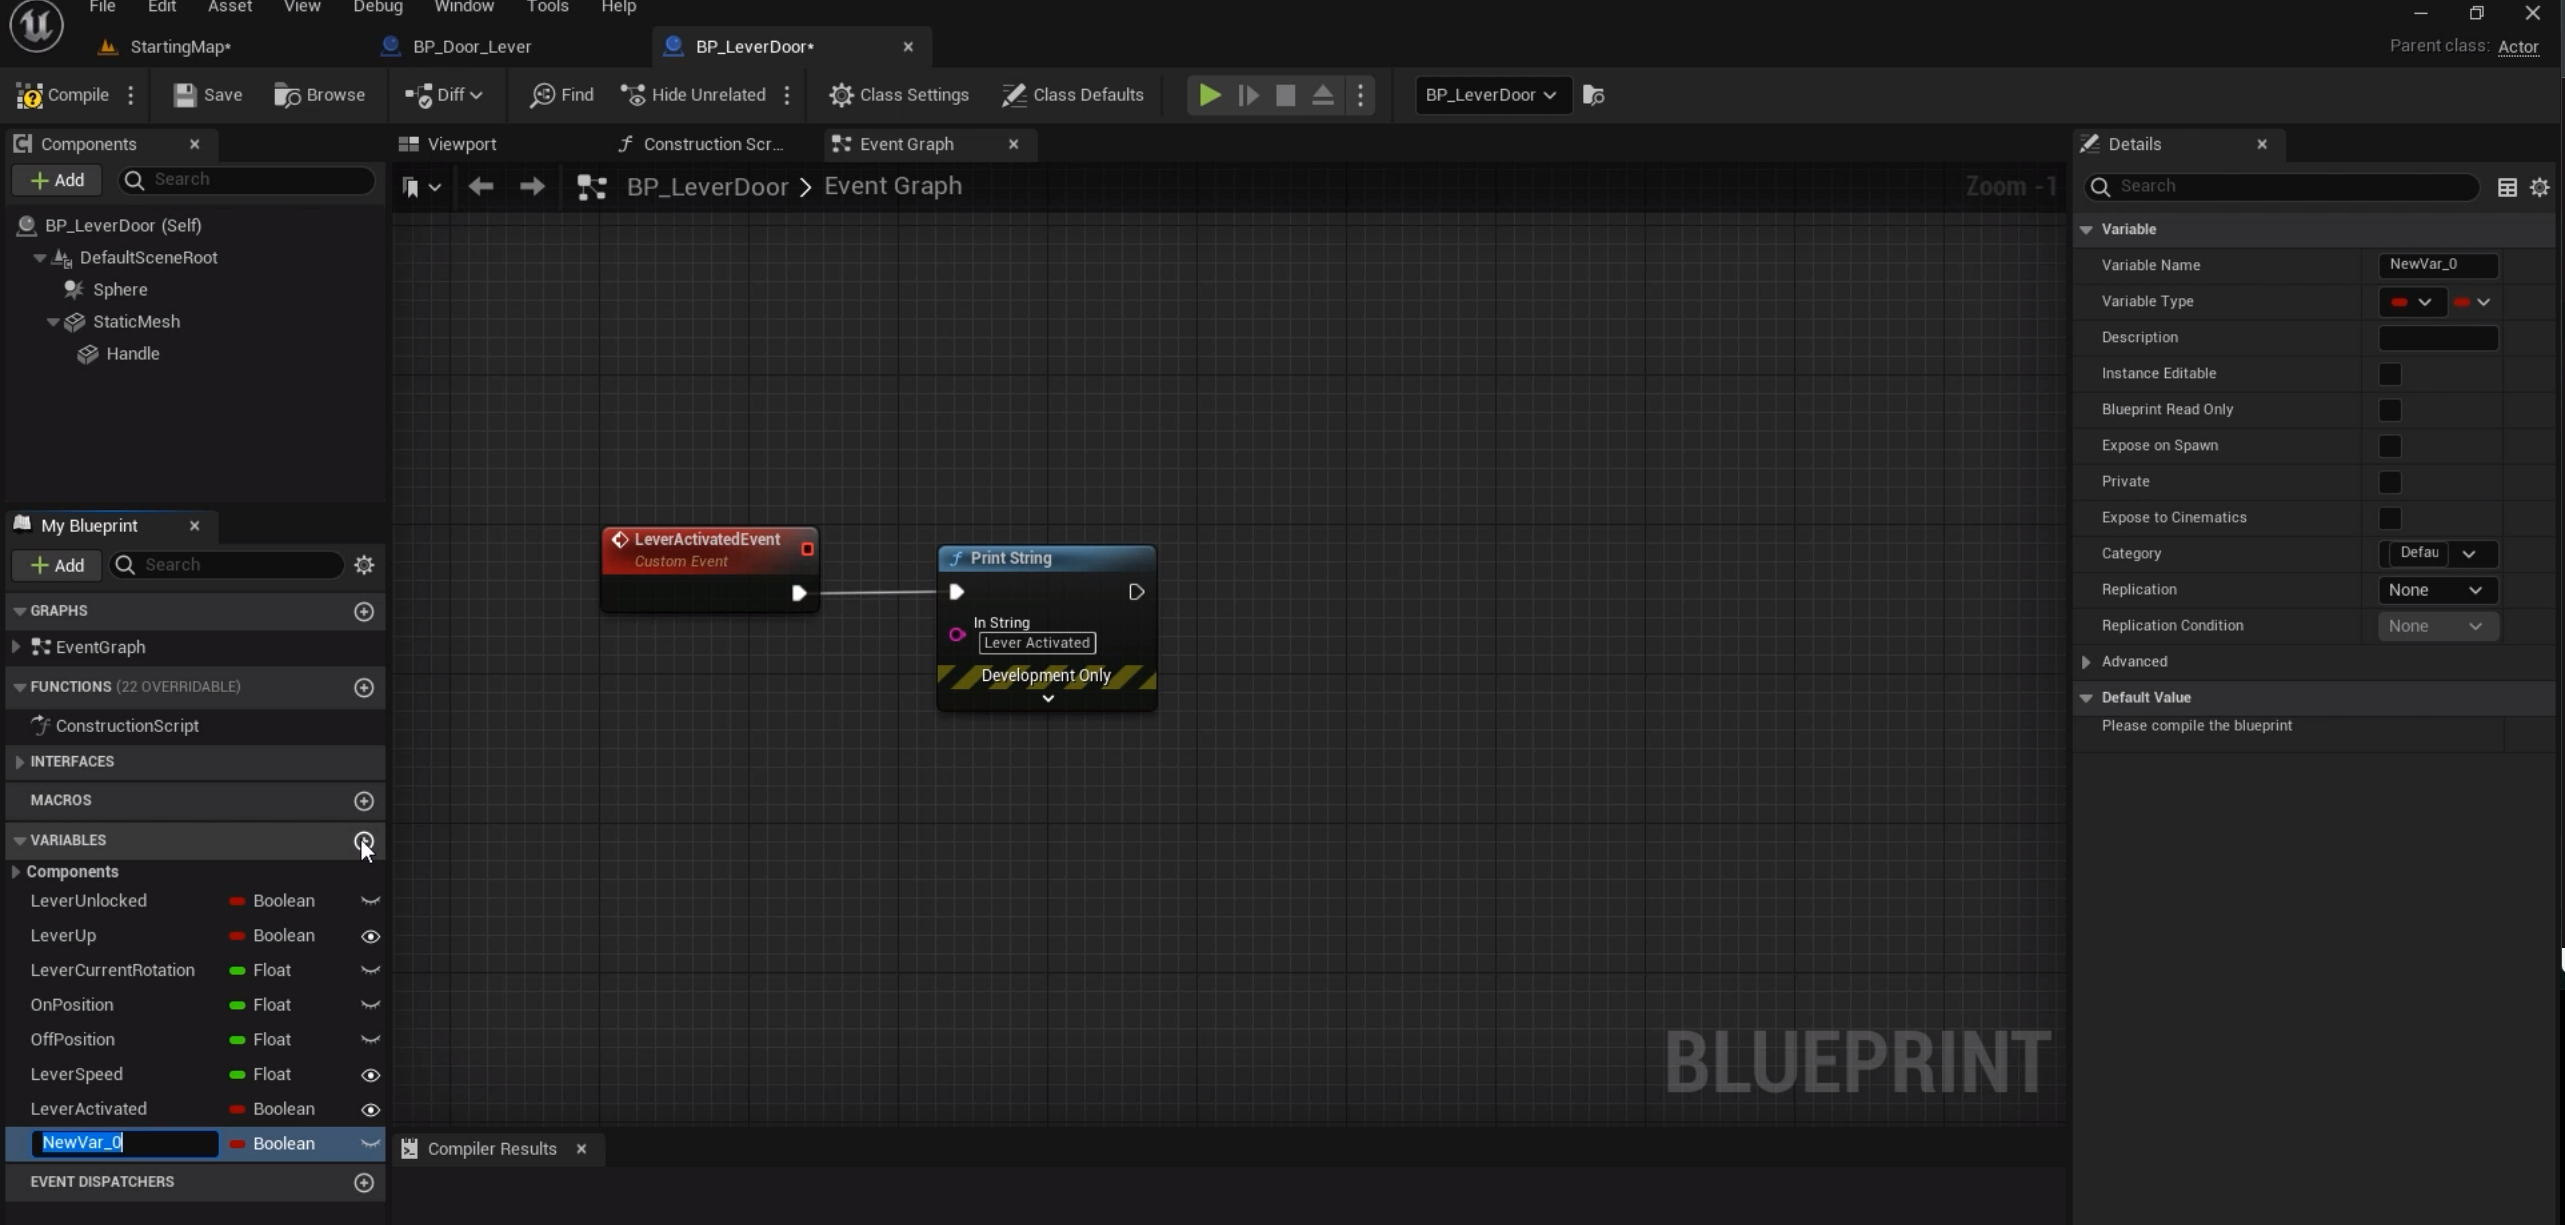 File Edit Asset View Debug Window Tools Help
StartingMap* BP_Door_Lever BP_LeverDoor* Parent class: Actor
Compile Save Browse Diff Find Hide Unrelated Class Settings Class Defaults BP_LeverDoor
Components Viewport Construction Scr... Event Graph Details
Add Search BP_LeverDoor > Event Graph Zoom -1 Search
BP_LeverDoor (Self)
DefaultSceneRoot
Sphere
StaticMesh
Handle
My Blueprint
Add Search
GRAPHS
EventGraph
FUNCTIONS (22 OVERRIDABLE)
ConstructionScript
INTERFACES
MACROS
VARIABLES
Components
LeverUnlocked Boolean
LeverUp Boolean
LeverCurrentRotation Float
OnPosition Float
OffPosition Float
LeverSpeed Float
LeverActivated Boolean
NewVar_0 Boolean
EVENT DISPATCHERS
LeverActivatedEvent
Custom Event
Print String
In String
Lever Activated
Development Only
BLUEPRINT
Compiler Results
Variable
Variable Name NewVar_0
Variable Type
Description
Instance Editable
Blueprint Read Only
Expose on Spawn
Private
Expose to Cinematics
Category Defau
Replication None
Replication Condition None
Advanced
Default Value
Please compile the blueprint